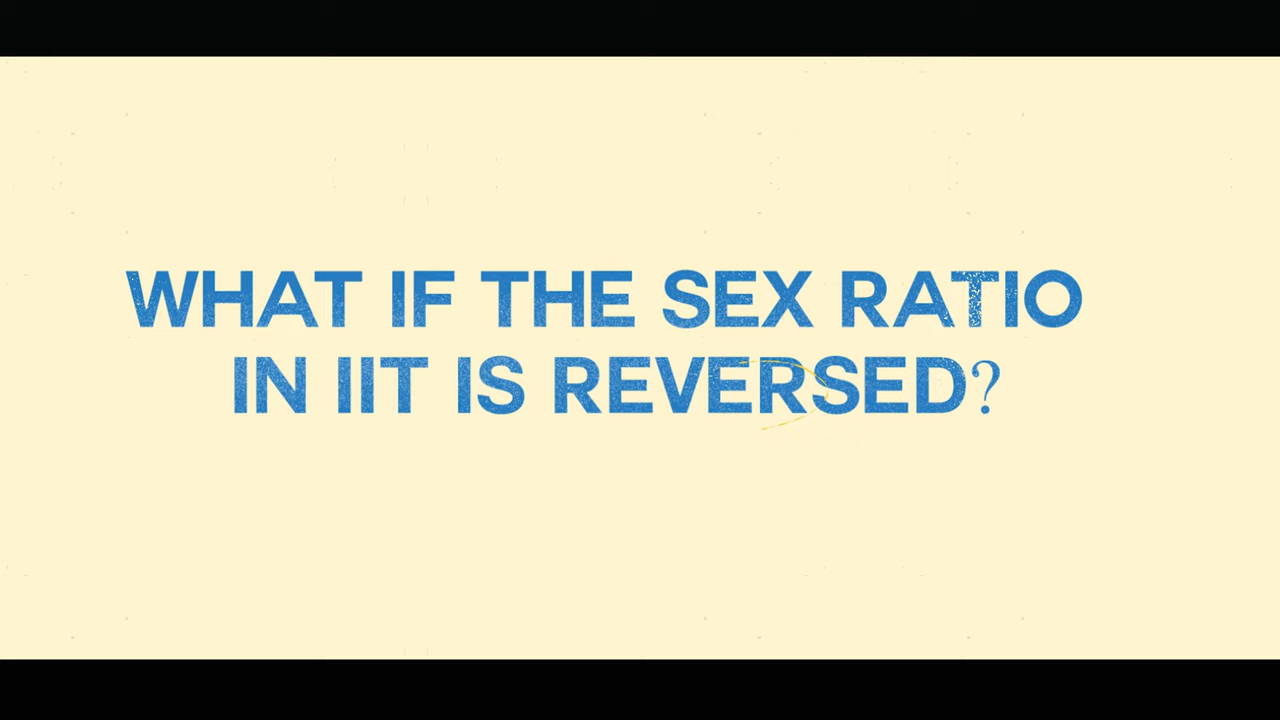 WHAT IF THE SEX RATIO
IN IIT IS REVERSED?